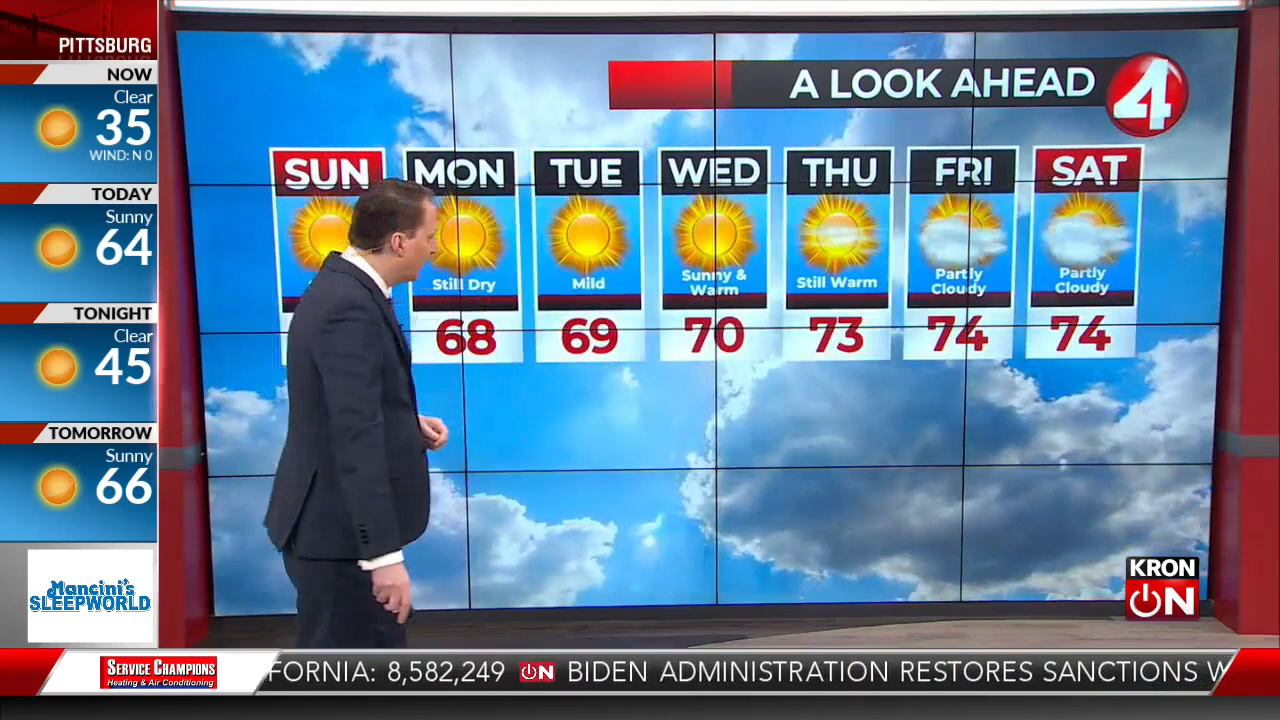 PITTSBURG
NOW
Clear
35
WIND: N 0
TODAY
Sunny
64
TONIGHT
Clear
45
TOMORROW
Sunny
66
Mancini's
SLEEPWORLD
A LOOK AHEAD
4
SUN
MON
Still Dry
68
TUE
Mild
69
WED
Sunny &
Warm
70
THU
Still Warm
73
FRI
Partly
Cloudy
74
SAT
Partly
Cloudy
74
KRON
ON
SERVICE CHAMPIONS
Heating & Air Conditioning
FORNIA: 8,582,249 ON BIDEN ADMINISTRATION RESTORES SANCTIONS W